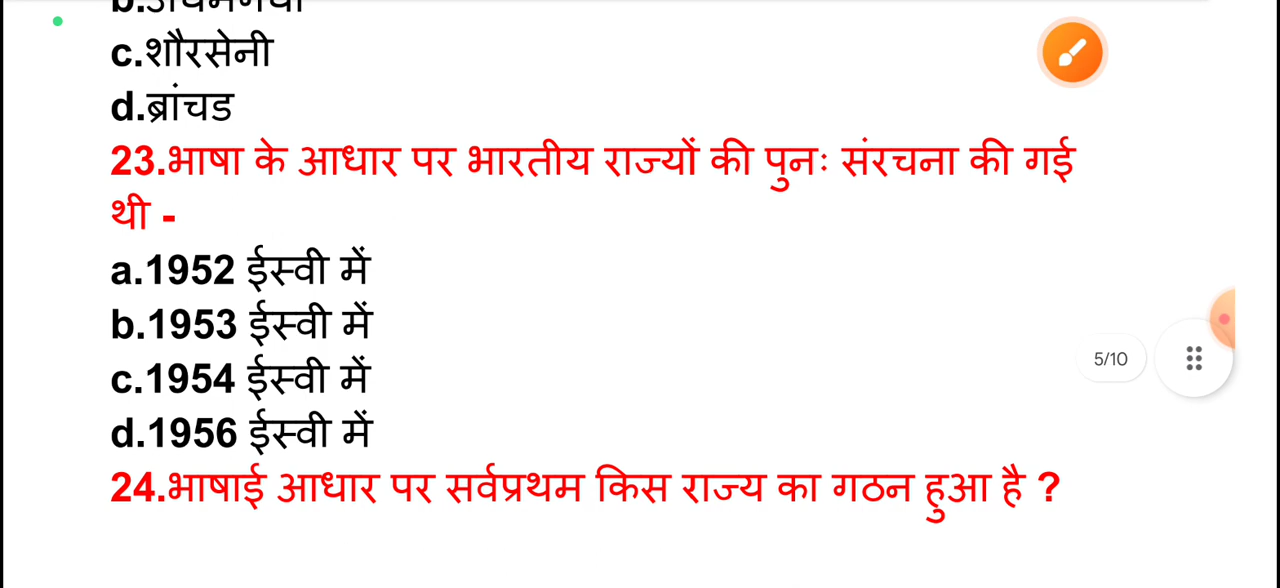 c.शौरसेनी
d.ब्रांचड
23.भाषा के आधार पर भारतीय राज्यों की पुनः संरचना की गई
थी -
a.1952 ईस्वी में
b.1953 ईस्वी में
5/10
c.1954 ईस्वी में
d.1956 ईस्वी में
24.भाषाई आधार पर सर्वप्रथम किस राज्य का गठन हुआ है ?